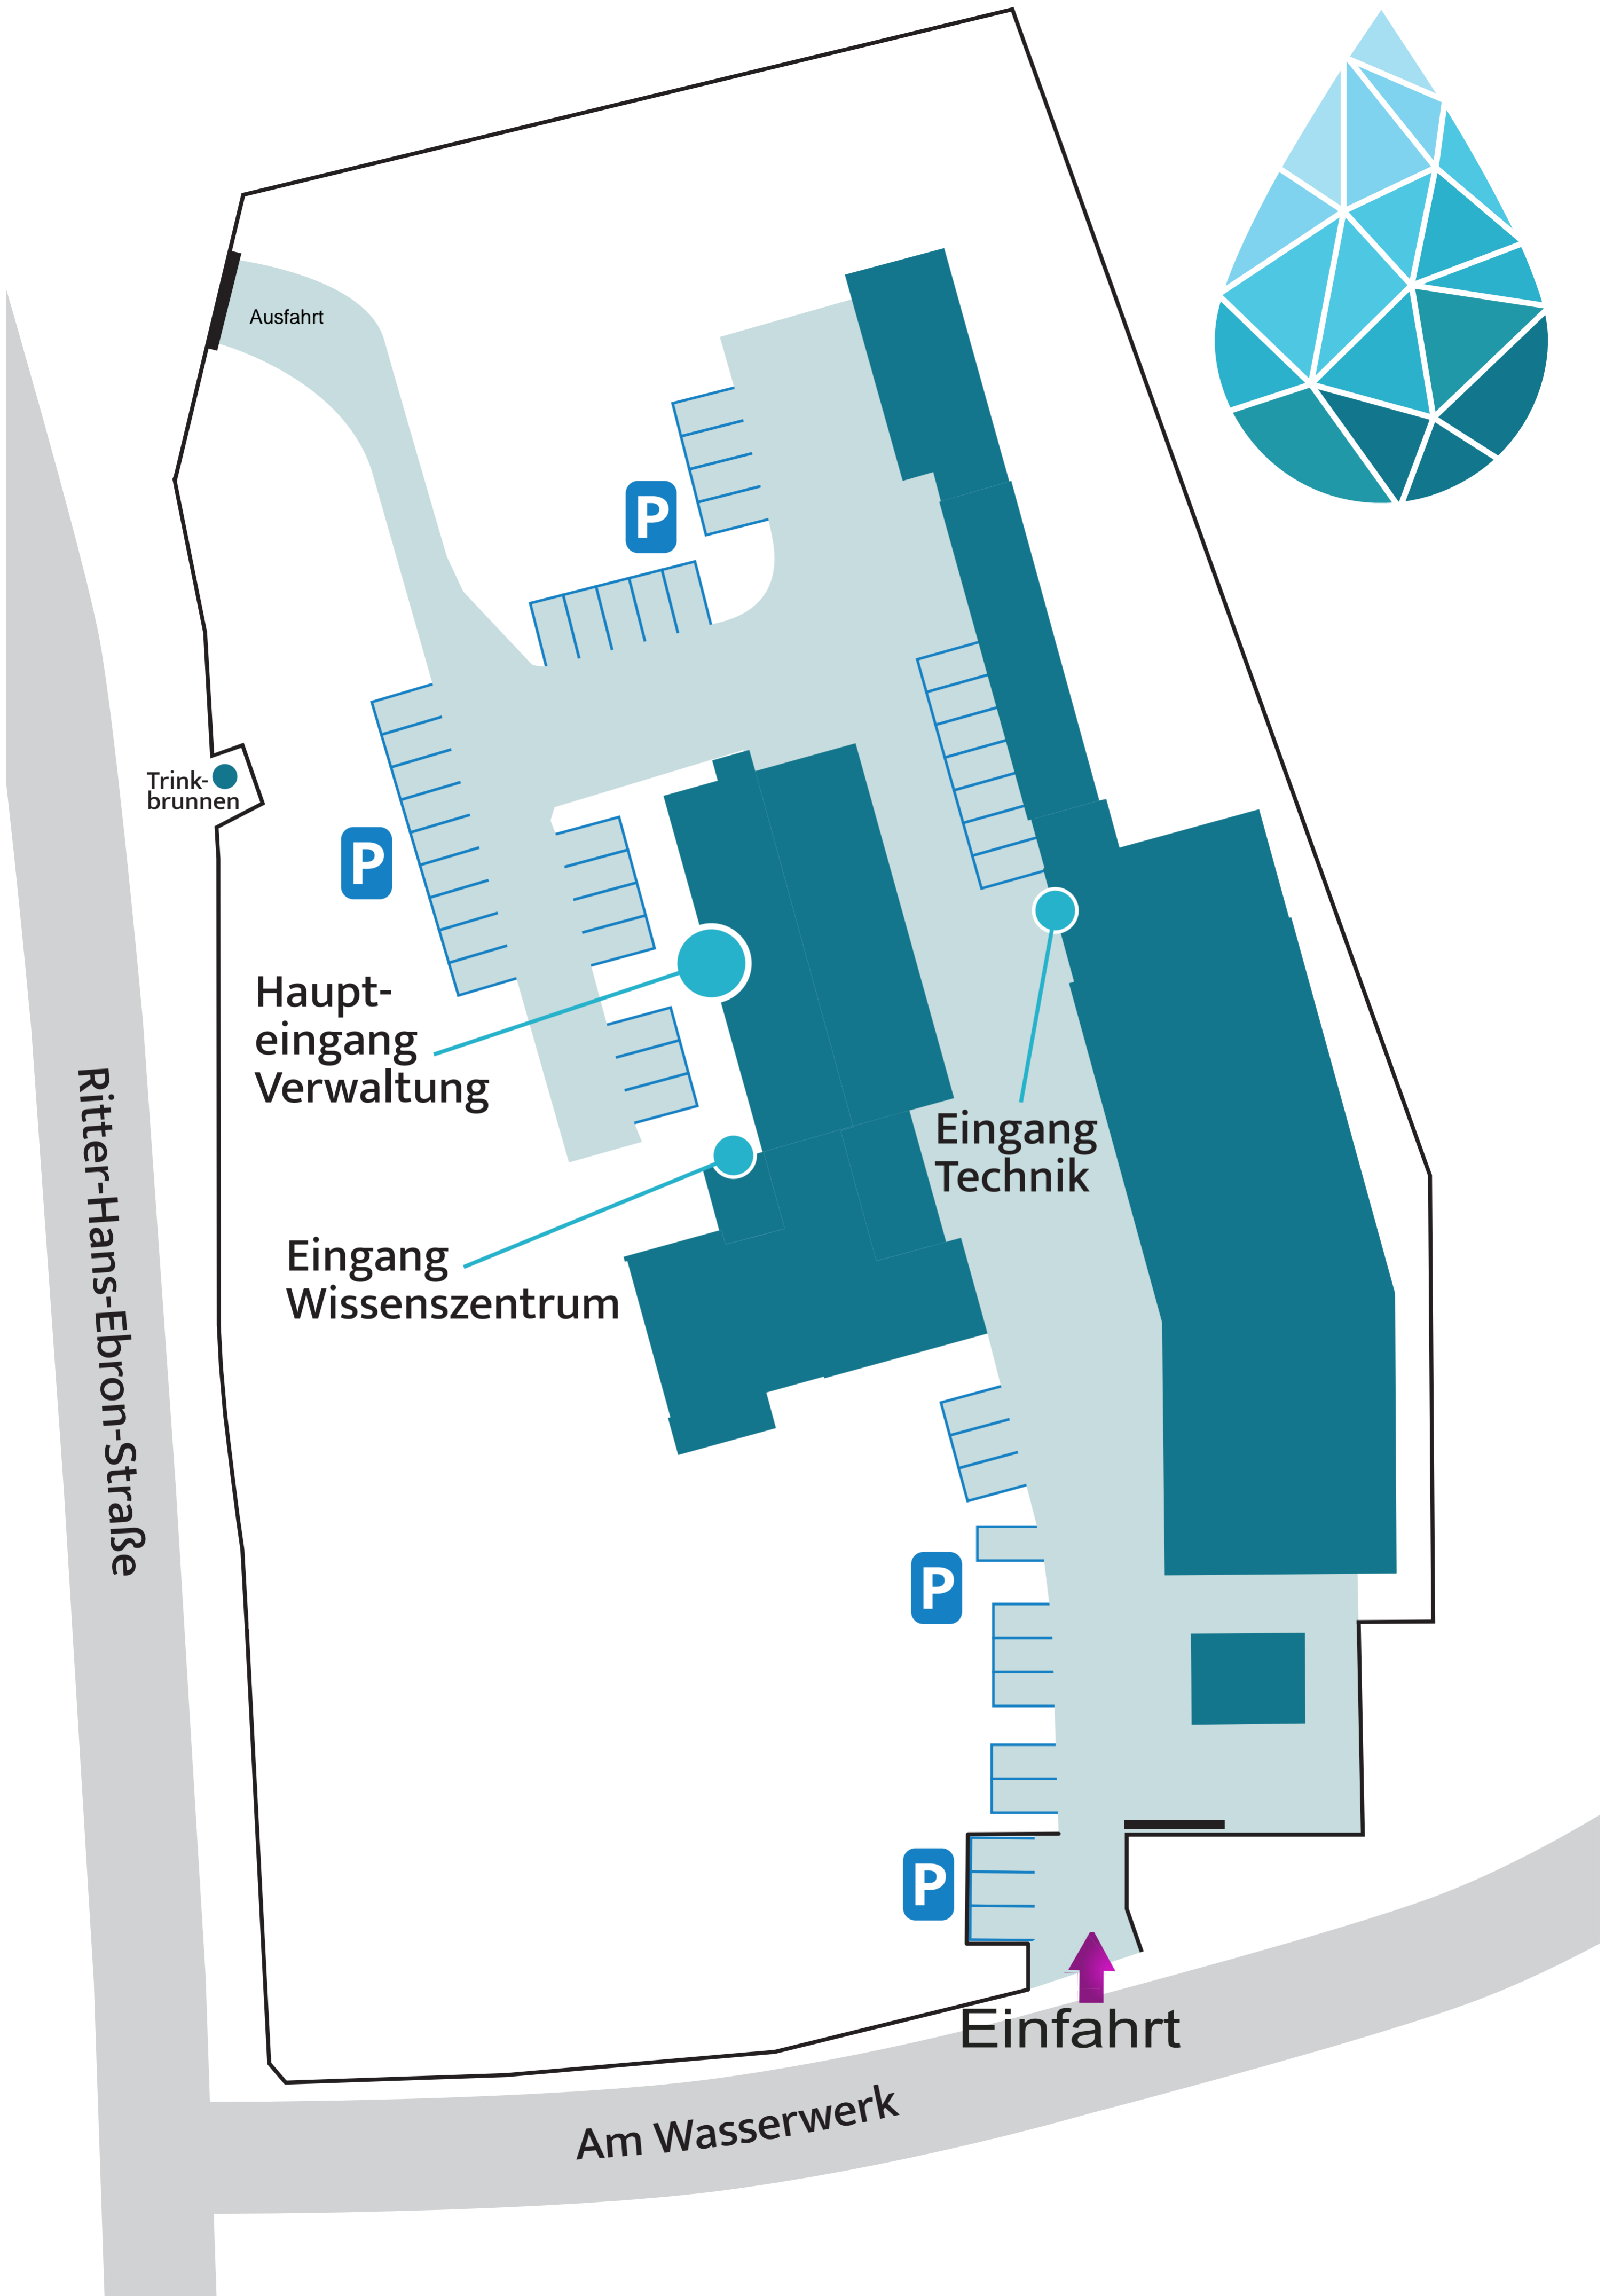 Ausfahrt
P
Trink-
brunnen
P
Haupt-
eingang
Verwaltung
Eingang
Technik
Eingang
Wissenszentrum
Ritter-Hans-Ebron-Straße
P
P
Einfahrt
Am Wasserwerk